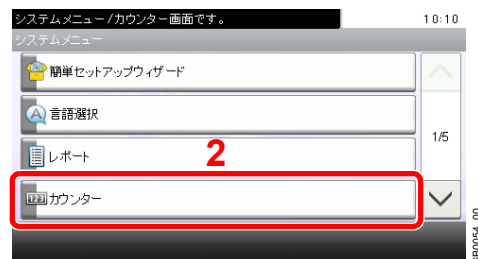 システムメニュー/カウンター画面です。
10:10
システムメニュー
簡単セットアップウィザード
言語選択
1/5
レポート
2
123 カウンター